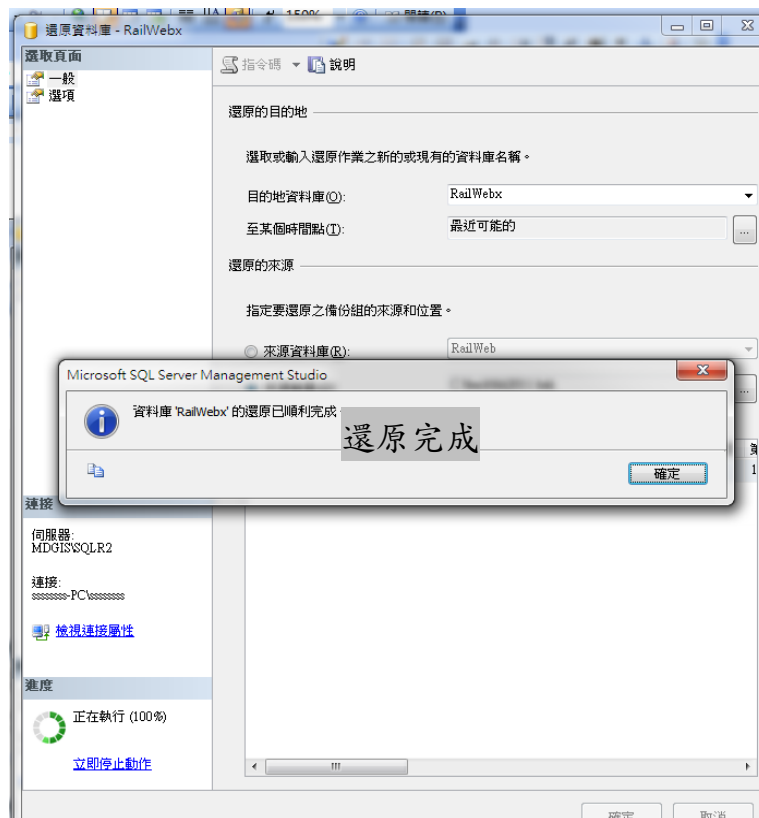 150%
還原資料庫 - RailWebx
選取頁面
一般
選項
指令碼
說明
還原的目的地
選取或輸入還原作業之新的或現有的資料庫名稱。
目的地資料庫(O):
RailWebx
至某個時間點(T):
最近可能的
...
還原的來源
指定要還原之備份組的來源和位置。
來源資料庫(R):
RailWeb
...
Microsoft SQL Server Management Studio
資料庫 'RailWebx' 的還原已順利完成。
還原完成
確定
1
連接
伺服器:
MDGIS\SQLR2
連接:
ssssssss-PC\ssssssss
檢視連接屬性
進度
正在執行 (100%)
立即停止動作
確定
取消